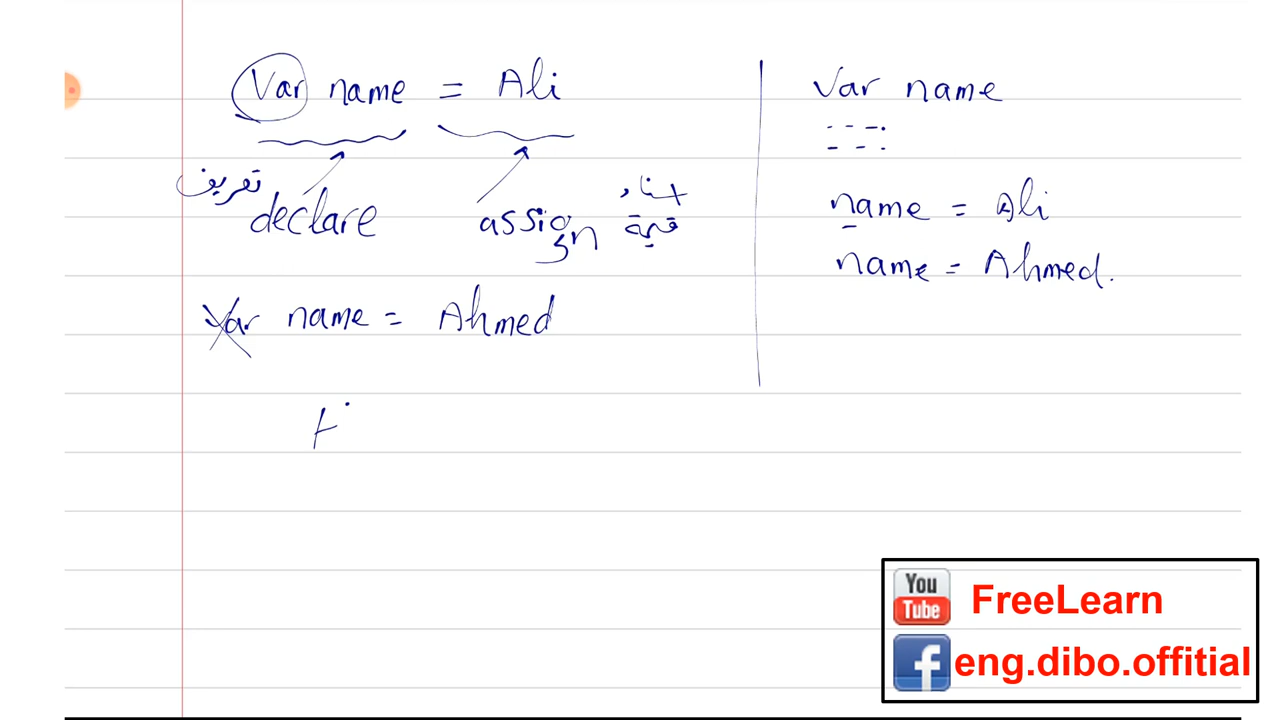 Var name = Ali
تعريف
declare
assign
اسناد
قيمة
Var name = Ahmed
Var name
name = Ali
name = Ahmed.
You
Tube
FreeLearn
f
eng.dibo.offitial